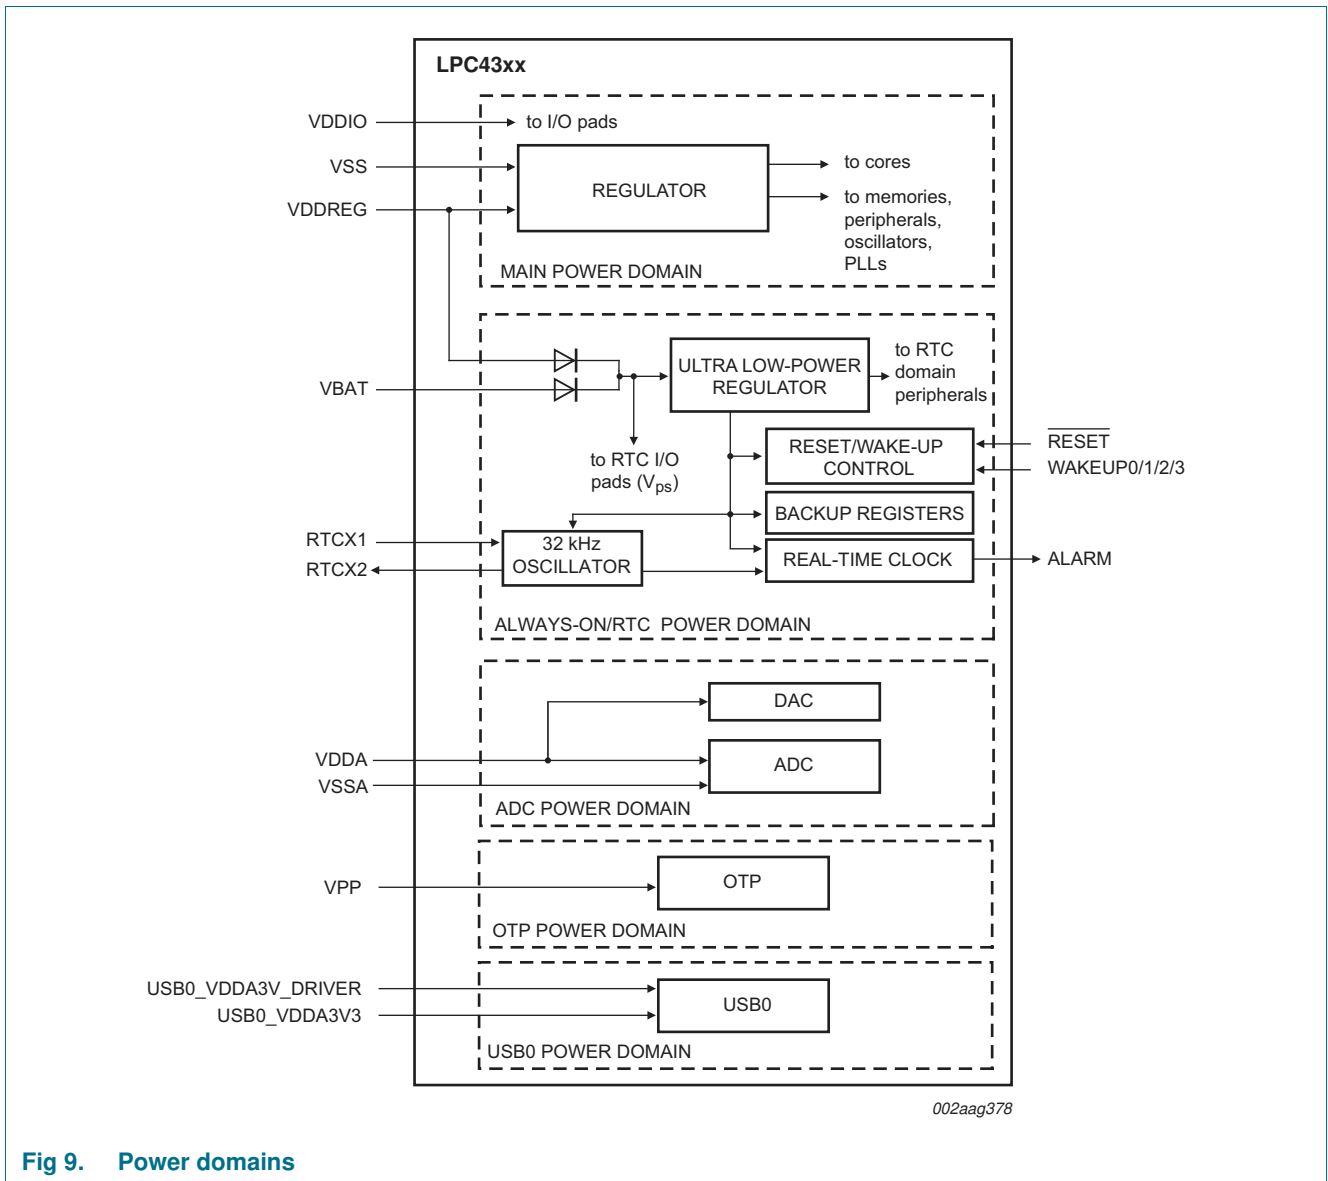 LPC43xx
VDDIO
to I/O pads
VSS
REGULATOR
to cores
VDDREG
to memories,
peripherals,
oscillators,
PLLs
MAIN POWER DOMAIN
VBAT
ULTRA LOW-POWER
REGULATOR
to RTC
domain
peripherals
to RTC I/O
pads (Vps)
RESET/WAKE-UP
CONTROL
RESET
WAKEUP0/1/2/3
BACKUP REGISTERS
RTCX1
RTCX2
32 kHz
OSCILLATOR
REAL-TIME CLOCK
ALARM
ALWAYS-ON/RTC POWER DOMAIN
DAC
VDDA
ADC
VSSA
ADC POWER DOMAIN
VPP
OTP
OTP POWER DOMAIN
USB0_VDDA3V_DRIVER
USB0_VDDA3V3
USB0
USB0 POWER DOMAIN
002aag378
Fig 9. Power domains